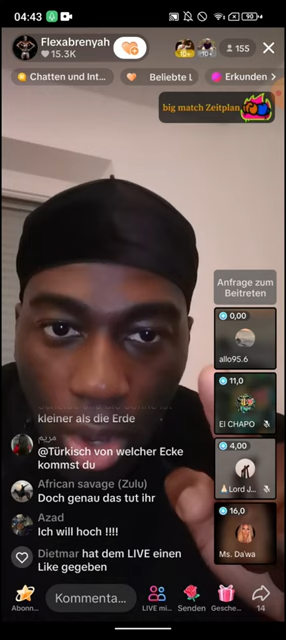 04:43
90
Flexabrenyah
15.3K
10+
10+
155
Chatten und Int...
Beliebte L
Erkunden
big match Zeitplan
Anfrage zum
Beitreten
0,00
allo95.6
11,0
El CHAPO
4,00
Lord J...
16,0
Ms. Da'wa
kleiner als die Erde
مريم
@Türkisch von welcher Ecke
kommst du
African savage (Zulu)
Doch genau das tut ihr
Azad
Ich will hoch !!!!
Dietmar hat dem LIVE einen
Like gegeben
Kommenta...
Abonn...
LIVE mi...
Senden
Gesche...
14